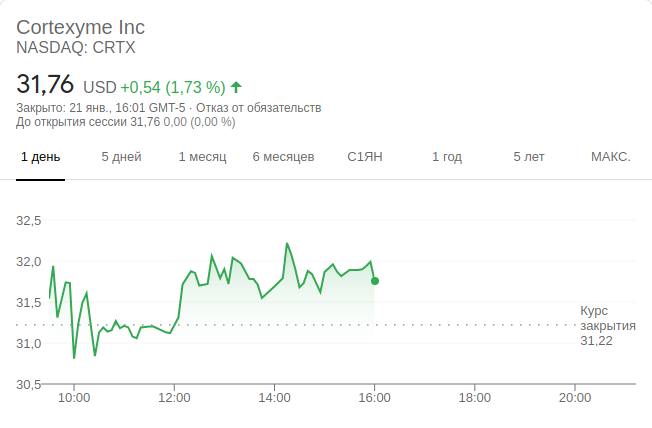 Cortexyme Inc
NASDAQ: CRTX
31,76 USD +0,54 (1,73 %)
Закрыто: 21 янв., 16:01 GMT-5 · Отказ от обязательств
До открытия сессии 31,76 0,00 (0,00 %)
1 день 5 дней 1 месяц 6 месяцев С1ЯН 1 год 5 лет МАКС.
32,5
32,0
31,5
31,0
30,5
Курс
закрытия
31,22
10:00 12:00 14:00 16:00 18:00 20:00